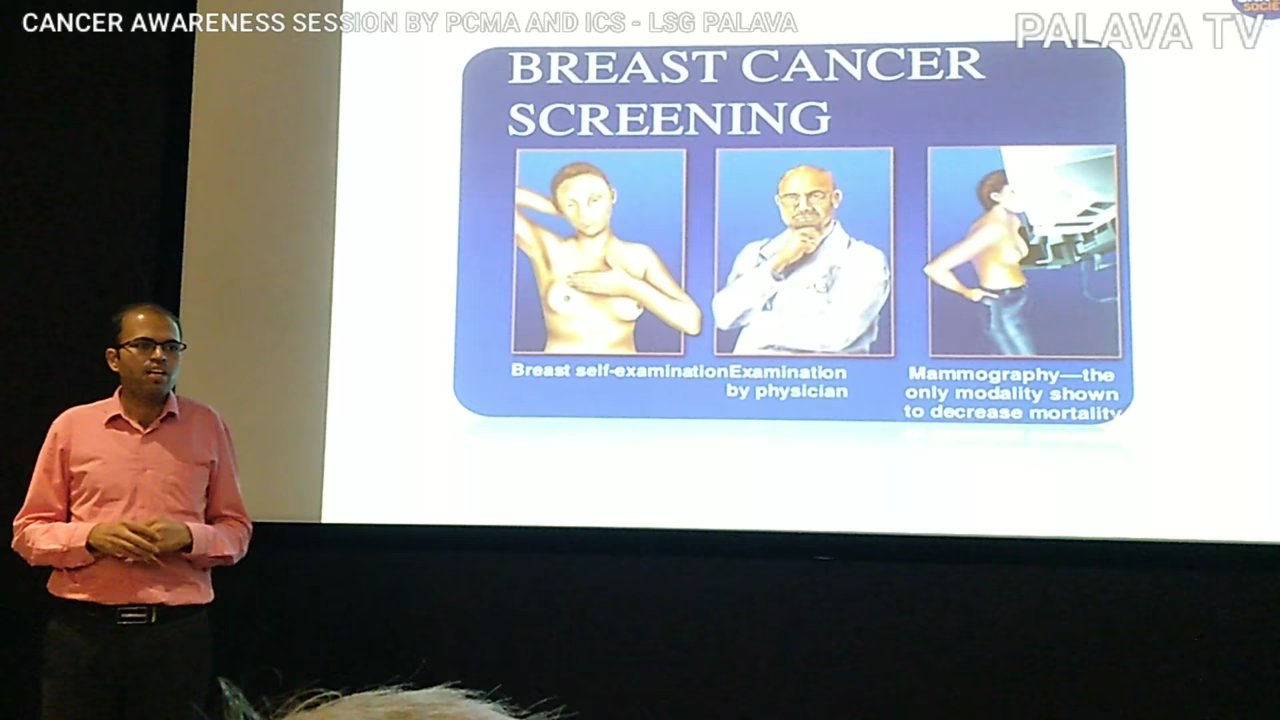 CANCER AWARENESS SESSION BY PCMA AND ICS - LSG PALAVA
SOCIE
PALAVA TV
BREAST CANCER
SCREENING
Breast self-examination
Examination
by physician
Mammography—the
only modality shown
to decrease mortality